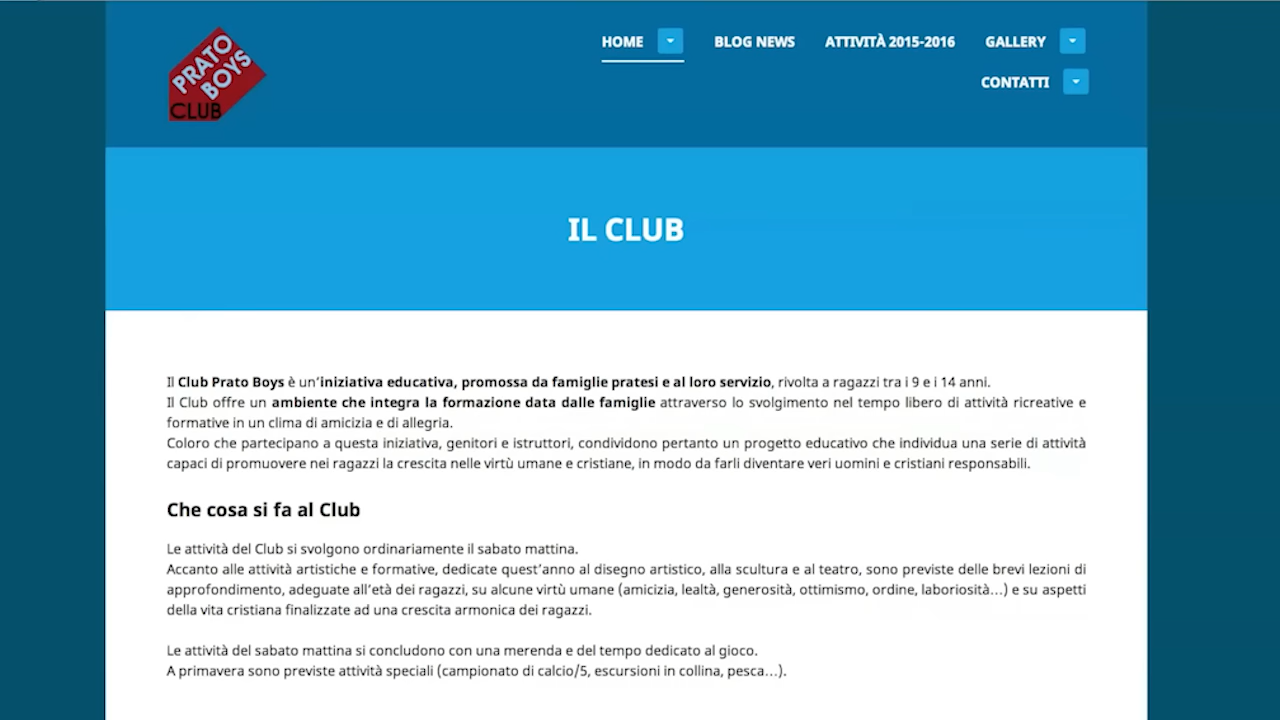 PRATO
BOYS
CLUB
HOME
BLOG NEWS
ATTIVITÀ 2015-2016
GALLERY
CONTATTI
IL CLUB
Il Club Prato Boys è un'iniziativa educativa, promossa da famiglie pratesi e al loro servizio, rivolta a ragazzi tra i 9 e i 14 anni.
Il Club offre un ambiente che integra la formazione data dalle famiglie attraverso lo svolgimento nel tempo libero di attività ricreative e
formative in un clima di amicizia e di allegria.
Coloro che partecipano a questa iniziativa, genitori e istruttori, condividono pertanto un progetto educativo che individua una serie di attività
capaci di promuovere nei ragazzi la crescita nelle virtù umane e cristiane, in modo da farli diventare veri uomini e cristiani responsabili.
Che cosa si fa al Club
Le attività del Club si svolgono ordinariamente il sabato mattina.
Accanto alle attività artistiche e formative, dedicate quest'anno al disegno artistico, alla scultura e al teatro, sono previste delle brevi lezioni di
approfondimento, adeguate all'età dei ragazzi, su alcune virtù umane (amicizia, lealtà, generosità, ottimismo, ordine, laboriosità...) e su aspetti
della vita cristiana finalizzate ad una crescita armonica dei ragazzi.
Le attività del sabato mattina si concludono con una merenda e del tempo dedicato al gioco.
A primavera sono previste attività speciali (campionato di calcio/5, escursioni in collina, pesca...).